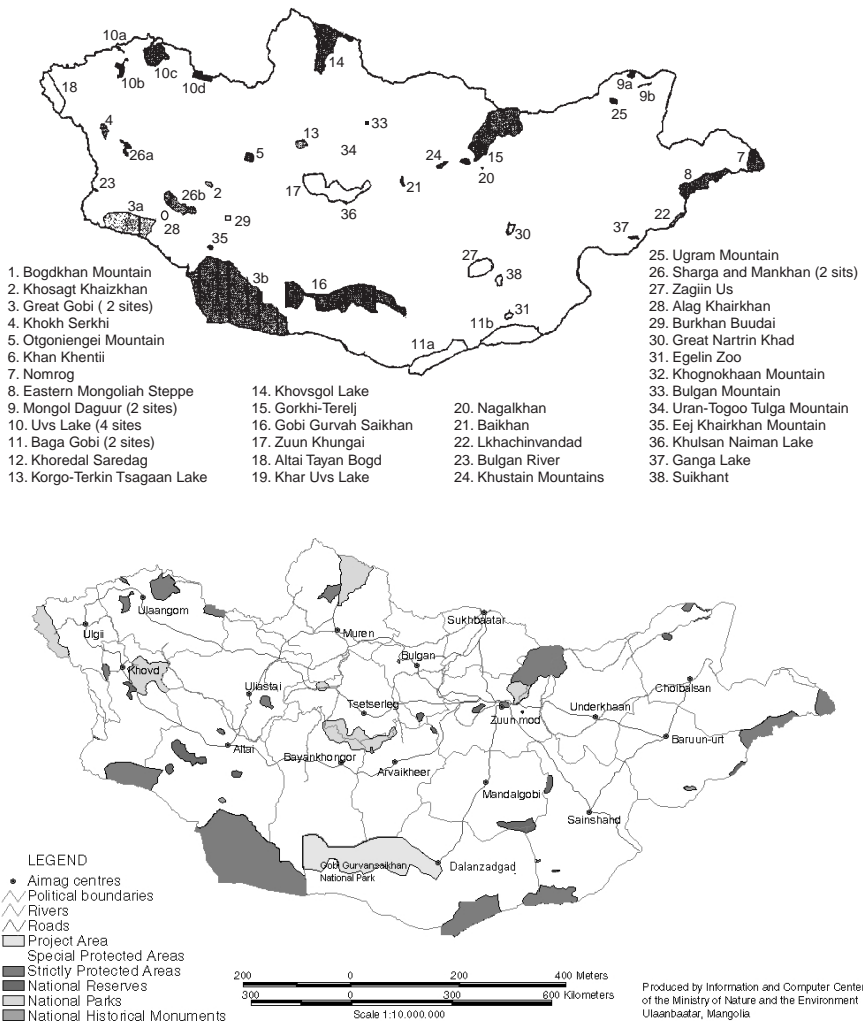 10a
10b
10c
10d
14
18
9a
9b
25
4
26a
33
13
34
5
24
15
20
7
8
23
26b
2
17
21
3a
28
29
36
22
35
30
37
27
38
3b
16
31
11b
11a
1. Bogdkhan Mountain
2. Khosagt Khaizkhan
3. Great Gobi ( 2 sites)
4. Khokh Serkhi
5. Otgoniengei Mountain
6. Khan Khentii
7. Nomrog
8. Eastern Mongoliah Steppe
9. Mongol Daguur (2 sites)
10. Uvs Lake (4 sites
11. Baga Gobi (2 sites)
12. Khoredal Saredag
13. Korgo-Terkin Tsagaan Lake
14. Khovsgol Lake
15. Gorkhi-Terelj
16. Gobi Gurvah Saikhan
17. Zuun Khungai
18. Altai Tayan Bogd
19. Khar Uvs Lake
20. Nagalkhan
21. Baikhan
22. Lkhachinvandad
23. Bulgan River
24. Khustain Mountains
25. Ugram Mountain
26. Sharga and Mankhan (2 sits)
27. Zagiin Us
28. Alag Khairkhan
29. Burkhan Buudai
30. Great Nartrin Khad
31. Egelin Zoo
32. Khognokhaan Mountain
33. Bulgan Mountain
34. Uran-Togoo Tulga Mountain
35. Eej Khairkhan Mountain
36. Khulsan Naiman Lake
37. Ganga Lake
38. Suikhant
Ulaangom
Ulgii
Muren
Sukhbaatar
Khovd
Bulgan
Uliastai
Tsetserleg
Choibalsan
Underkhaan
Zuun mod
Altai
Bayankhongor
Arvaikheer
Baruun-urt
Mandalgobi
Sainshand
Gobi Gurvansaikhan
National Park
Dalanzadgad
LEGEND
Aimag centres
Political boundaries
Rivers
Roads
Project Area
Special Protected Areas
Strictly Protected Areas
National Reserves
National Parks
National Historical Monuments
200 0 200 400 Meters
300 0 300 600 Kilometers
Scale 1:10.000.000
Produced by Information and Computer Center
of the Ministry of Nature and the Environment
Ulaanbaatar, Mangolia